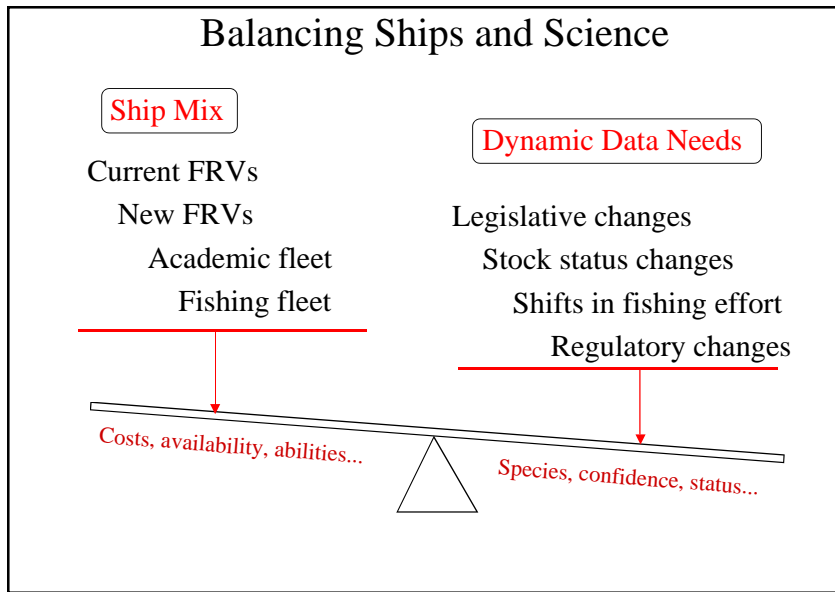 Balancing Ships and Science
Ship Mix
Current FRVs
New FRVs
Academic fleet
Fishing fleet
Dynamic Data Needs
Legislative changes
Stock status changes
Shifts in fishing effort
Regulatory changes
Costs, availability, abilities...
Species, confidence, status...